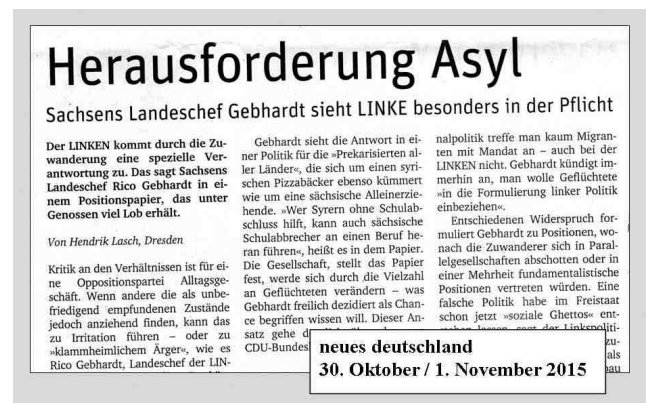 Herausforderung Asyl
Sachsens Landeschef Gebhardt sieht LINKE besonders in der Pflicht
Der LINKEN kommt durch die Zu-
wanderung eine spezielle Ver-
antwortung zu. Das sagt Sachsens
Landeschef Rico Gebhardt in ei-
nem Positionspapier, das unter
Genossen viel Lob erhält.
Von Hendrik Lasch, Dresden
Kritik an den Verhältnissen ist für ei-
ne Oppositionspartei Alltagsge-
schäft. Wenn andere die als unbe-
friedigend empfundenen Zustände
jedoch anziehend finden, kann das
zu Irritation führen – oder zu
»klammheimlichem Ärger«, wie es
Rico Gebhardt, Landeschef der LIN-
Gebhardt sieht die Antwort in ei-
ner Politik für die »Prekarisierten al-
ler Länder«, die sich um einen syri-
schen Pizzabäcker ebenso kümmert
wie um eine sächsische Alleinerzie-
hende. »Wer Syrern ohne Schulab-
schluss hilft, kann auch sächsische
Schulabbrecher an einen Beruf he-
ran führen«, heißt es in dem Papier.
Die Gesellschaft, stellt das Papier
fest, werde sich durch die Vielzahl
an Geflüchteten verändern – was
Gebhardt freilich dezidiert als Chan-
ce begriffen wissen will. Dieser An-
satz gehe
CDU-Bundes
nalpolitik treffe man kaum Migran-
ten mit Mandat an – auch bei der
LINKEN nicht. Gebhardt kündigt im-
merhin an, man wolle Geflüchtete
»in die Formulierung linker Politik
einbeziehen«.
Entschiedenen Widerspruch for-
muliert Gebhardt zu Positionen, wo-
nach die Zuwanderer sich in Paral-
lelgesellschaften abschotten oder in
einer Mehrheit fundamentalistische
Positionen vertreten würden. Eine
falsche Politik habe im Freistaat
schon jetzt »soziale Ghettos« ent-
stehen lassen, sagt der Linkspoliti-
zu-
als
bau
neues deutschland
30. Oktober / 1. November 2015